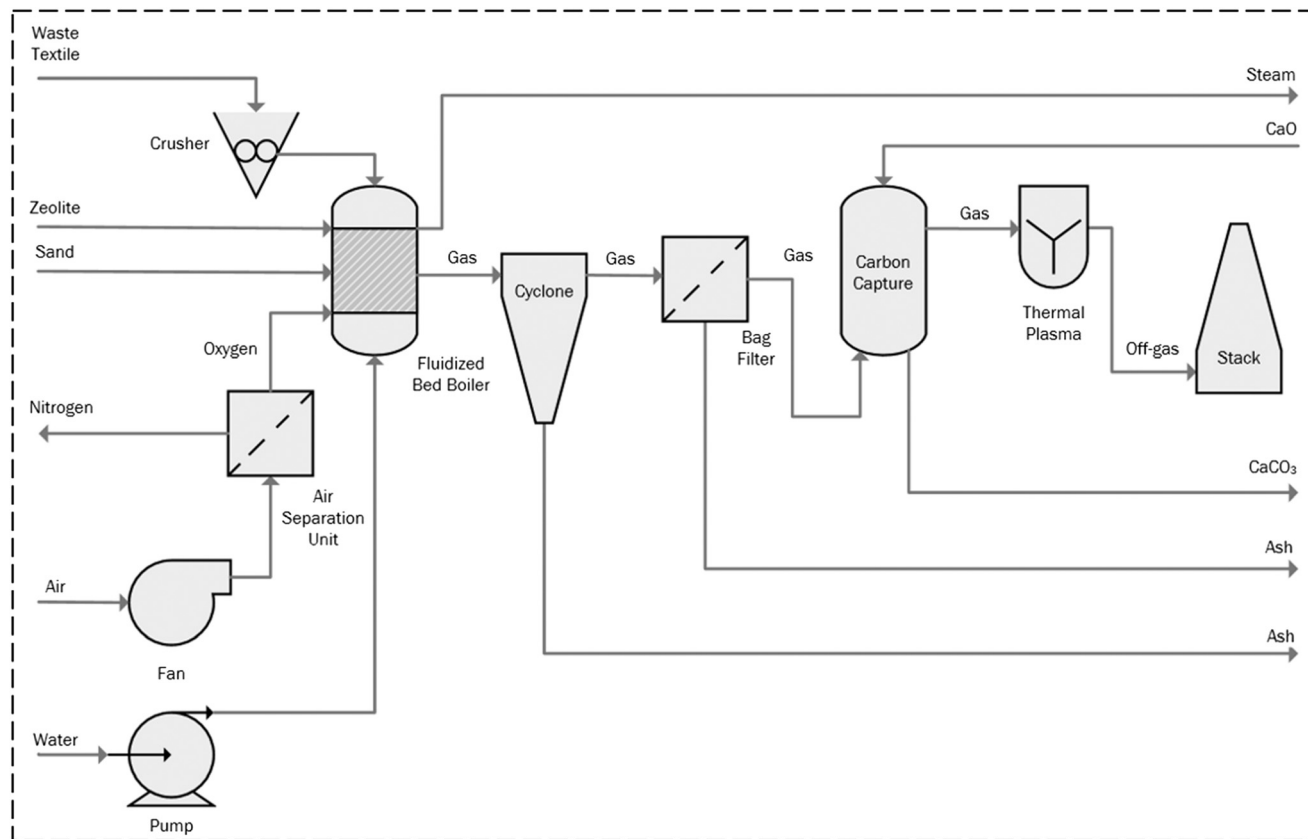 Waste
Textile
Steam
CaO
Crusher
Zeolite
Sand
Gas
Gas
Gas
Gas
Cyclone
Carbon
Capture
Thermal
Plasma
Oxygen
Fluidized
Bed Boiler
Bag
Filter
Off-gas
Stack
Nitrogen
Air
Separation
Unit
CaCO₃
Ash
Air
Ash
Fan
Water
Pump